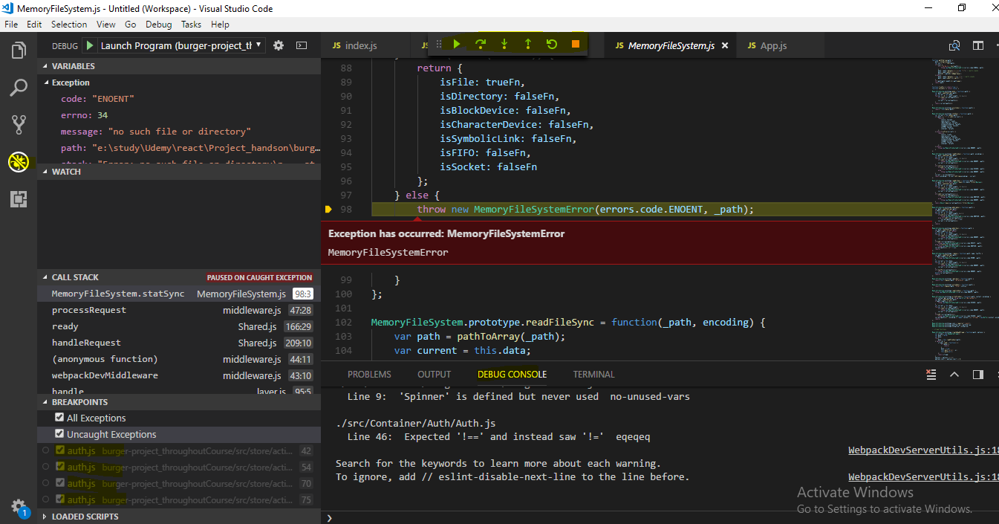 MemoryFileSystem.js - Untitled (Workspace) - Visual Studio Code
File Edit Selection View Go Debug Tasks Help
DEBUG Launch Program (burger-project_tl
JS index.js
JS MemoryFileSystem.js
JS App.js
VARIABLES
Exception
code: "ENOENT"
errno: 34
message: "no such file or directory"
path: "e:\study\Udemy\react\Project_handson\burg…
stack: "Error: no such file or directory\n
WATCH
CALL STACK PAUSED ON CAUGHT EXCEPTION
MemoryFileSystem.statSync MemoryFileSystem.js 98:3
processRequest middleware.js 47:28
ready Shared.js 166:29
handleRequest Shared.js 209:10
(anonymous function) middleware.js 44:11
webpackDevMiddleware middleware.js 43:10
handle layer.js 95:5
BREAKPOINTS
All Exceptions
Uncaught Exceptions
auth.js burger-project_throughoutCourse/src/store/acti... 42
auth.js burger-project_throughoutCourse/src/store/acti... 54
auth.js burger-project_throughoutCourse/src/store/acti... 70
auth.js burger-project_throughoutCourse/src/store/acti... 75
LOADED SCRIPTS
1
88 return {
89 isFile: trueFn,
90 isDirectory: falseFn,
91 isBlockDevice: falseFn,
92 isCharacterDevice: falseFn,
93 isSymbolicLink: falseFn,
94 isFIFO: falseFn,
95 isSocket: falseFn
96 };
97 } else {
98 throw new MemoryFileSystemError(errors.code.ENOENT, _path);
Exception has occurred: MemoryFileSystemError
MemoryFileSystemError
99 }
100 };
101
102 MemoryFileSystem.prototype.readFileSync = function(_path, encoding) {
103 var path = pathToArray(_path);
104 var current = this.data;
PROBLEMS OUTPUT DEBUG CONSOLE TERMINAL
Line 9: 'Spinner' is defined but never used no-unused-vars
./src/Container/Auth/Auth.js
Line 46: Expected '!==' and instead saw '!=' eqeqeq
WebpackDevServerUtils.js:18
Search for the keywords to learn more about each warning.
To ignore, add // eslint-disable-next-line to the line before.
WebpackDevServerUtils.js:18
Activate Windows
Go to Settings to activate Windows.